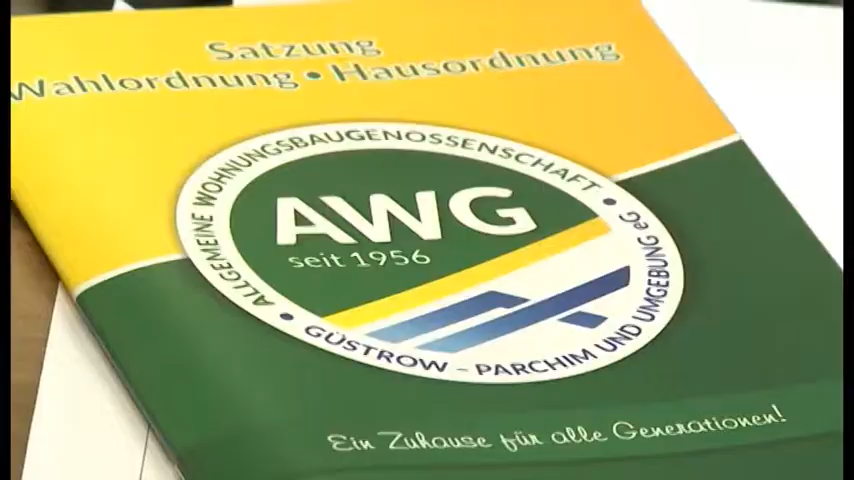 Satzung
Wahlordnung • Hausordnung
ALLGEMEINE WOHNUNGSBAUGENOSSENSCHAFT
AWG
seit 1956
• GÜSTROW - PARCHIM UND UMGEBUNG eG •
Ein Zuhause für alle Generationen!